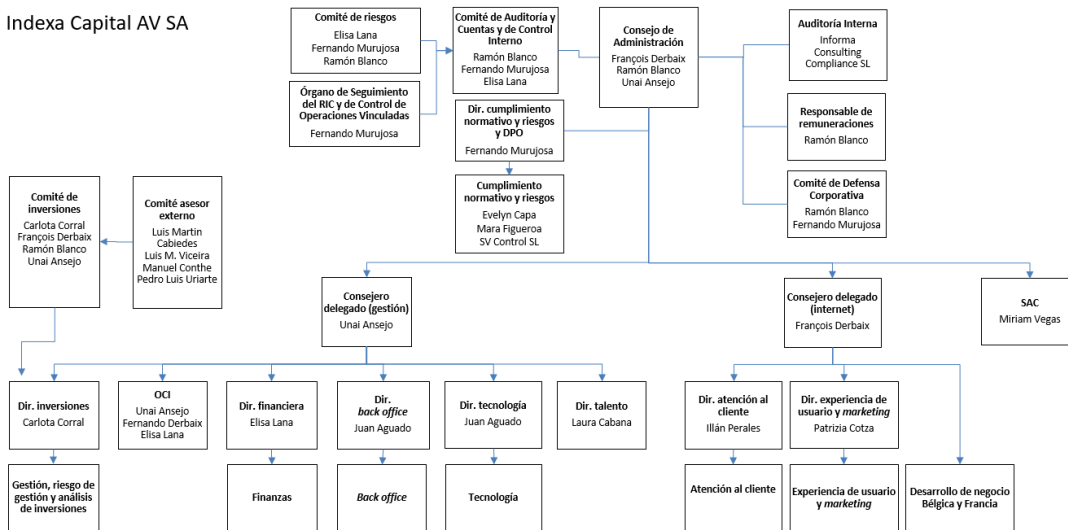 Indexa Capital AV SA
Comité de riesgos
Elisa Lana
Fernando Murujosa
Ramón Blanco
Comité de Auditoría y
Cuentas y de Control
Interno
Ramón Blanco
Fernando Murujosa
Elisa Lana
Consejo de
Administración
François Derbaix
Ramón Blanco
Unai Ansejo
Auditoría Interna
Informa
Consulting
Compliance SL
Órgano de Seguimiento
del RIC y de Control de
Operaciones Vinculadas
Fernando Murujosa
Dir. cumplimiento
normativo y riesgos
y DPO
Fernando Murujosa
Responsable de
remuneraciones
Ramón Blanco
Cumplimiento
normativo y riesgos
Evelyn Capa
Mara Figueroa
SV Control SL
Comité de Defensa
Corporativa
Ramón Blanco
Fernando Murujosa
Comité de
inversiones
Carlota Corral
François Derbaix
Ramón Blanco
Unai Ansejo
Comité asesor
externo
Luis Martin
Cabiedes
Luis M. Viceira
Manuel Conthe
Pedro Luis Uriarte
Consejero
delegado (gestión)
Unai Ansejo
Consejero delegado
(internet)
François Derbaix
SAC
Miriam Vegas
Dir. inversiones
Carlota Corral
OCI
Unai Ansejo
Fernando Derbaix
Elisa Lana
Dir. financiera
Elisa Lana
Dir.
back office
Juan Aguado
Dir. tecnología
Juan Aguado
Dir. talento
Laura Cabana
Dir. atención al
cliente
Illán Perales
Dir. experiencia de
usuario y marketing
Patrizia Cotza
Gestión, riesgo de
gestión y análisis
de inversiones
Finanzas
Back office
Tecnología
Atención al cliente
Experiencia de usuario
y marketing
Desarrollo de negocio
Bélgica y Francia